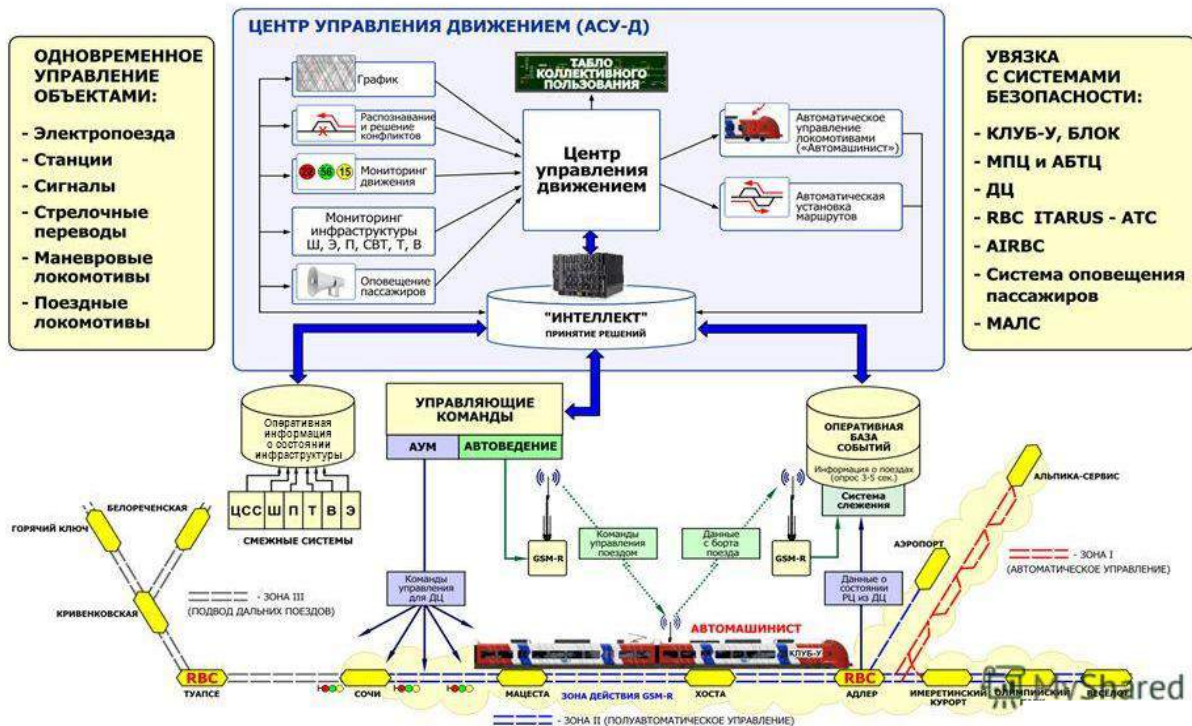 ЦЕНТР УПРАВЛЕНИЯ ДВИЖЕНИЕМ (АСУ-Д)
ОДНОВРЕМЕННОЕ
УПРАВЛЕНИЕ
ОБЪЕКТАМИ:
- Электропоезда
- Станции
- Сигналы
- Стрелочные
переводы
- Маневровые
локомотивы
- Поездные
локомотивы
График
Распознавание
и решение
конфликтов
22 56 15
Мониторинг
движения
Мониторинг
инфраструктуры
Ш, Э, П, СВТ, Т, В
Оповещение
пассажиров
ТАБЛО
КОЛЛЕКТИВНОГО
ПОЛЬЗОВАНИЯ
Центр
управления
движением
Автоматическое
управление
локомотивами
(«Автомашинист»)
Автоматическая
установка
маршрутов
"ИНТЕЛЛЕКТ"
ПРИНЯТИЕ РЕШЕНИЙ
УВЯЗКА
С СИСТЕМАМИ
БЕЗОПАСНОСТИ:
- КЛУБ-У, БЛОК
- МПЦ и АБТЦ
- ДЦ
- RBC ITARUS - ATC
- AIRBC
- Система оповещения
пассажиров
- МАЛС
Оперативная
информация
о состоянии
инфраструктуры
ЦСС Ш П Т В Э
СМЕЖНЫЕ СИСТЕМЫ
УПРАВЛЯЮЩИЕ
КОМАНДЫ
АУМ АВТОВЕДЕНИЕ
GSM-R
Команды
управления
поездом
Данные
с борта
поезда
GSM-R
ОПЕРАТИВНАЯ
БАЗА
СОБЫТИЙ
Информация о поездах
(опрос 3-5 сек.)
Система
слежения
Команды
управления
для ДЦ
Данные о
состоянии
РЦ из ДЦ
БЕЛОРЕЧЕНСКАЯ
ГОРЯЧИЙ КЛЮЧ
КРИВЕНКОВСКАЯ
- ЗОНА III
(ПОДВОД ДАЛЬНИХ ПОЕЗДОВ)
АЛЬПИКА-СЕРВИС
АЭРОПОРТ
- ЗОНА I
(АВТОМАТИЧЕСКОЕ УПРАВЛЕНИЕ)
АВТОМАШИНИСТ
КЛУБ-У
RBC
ТУАПСЕ
СОЧИ
МАЦЕСТА
ЗОНА ДЕЙСТВИЯ GSM-R
ХОСТА
RBC
АДЛЕР
ИМЕРЕТИНСКИЙ
КУРОРТ
ОЛИМПИЙСКИЙ
ВЕСЕЛОЕ
MyShared
- ЗОНА II (ПОЛУАВТОМАТИЧЕСКОЕ УПРАВЛЕНИЕ)